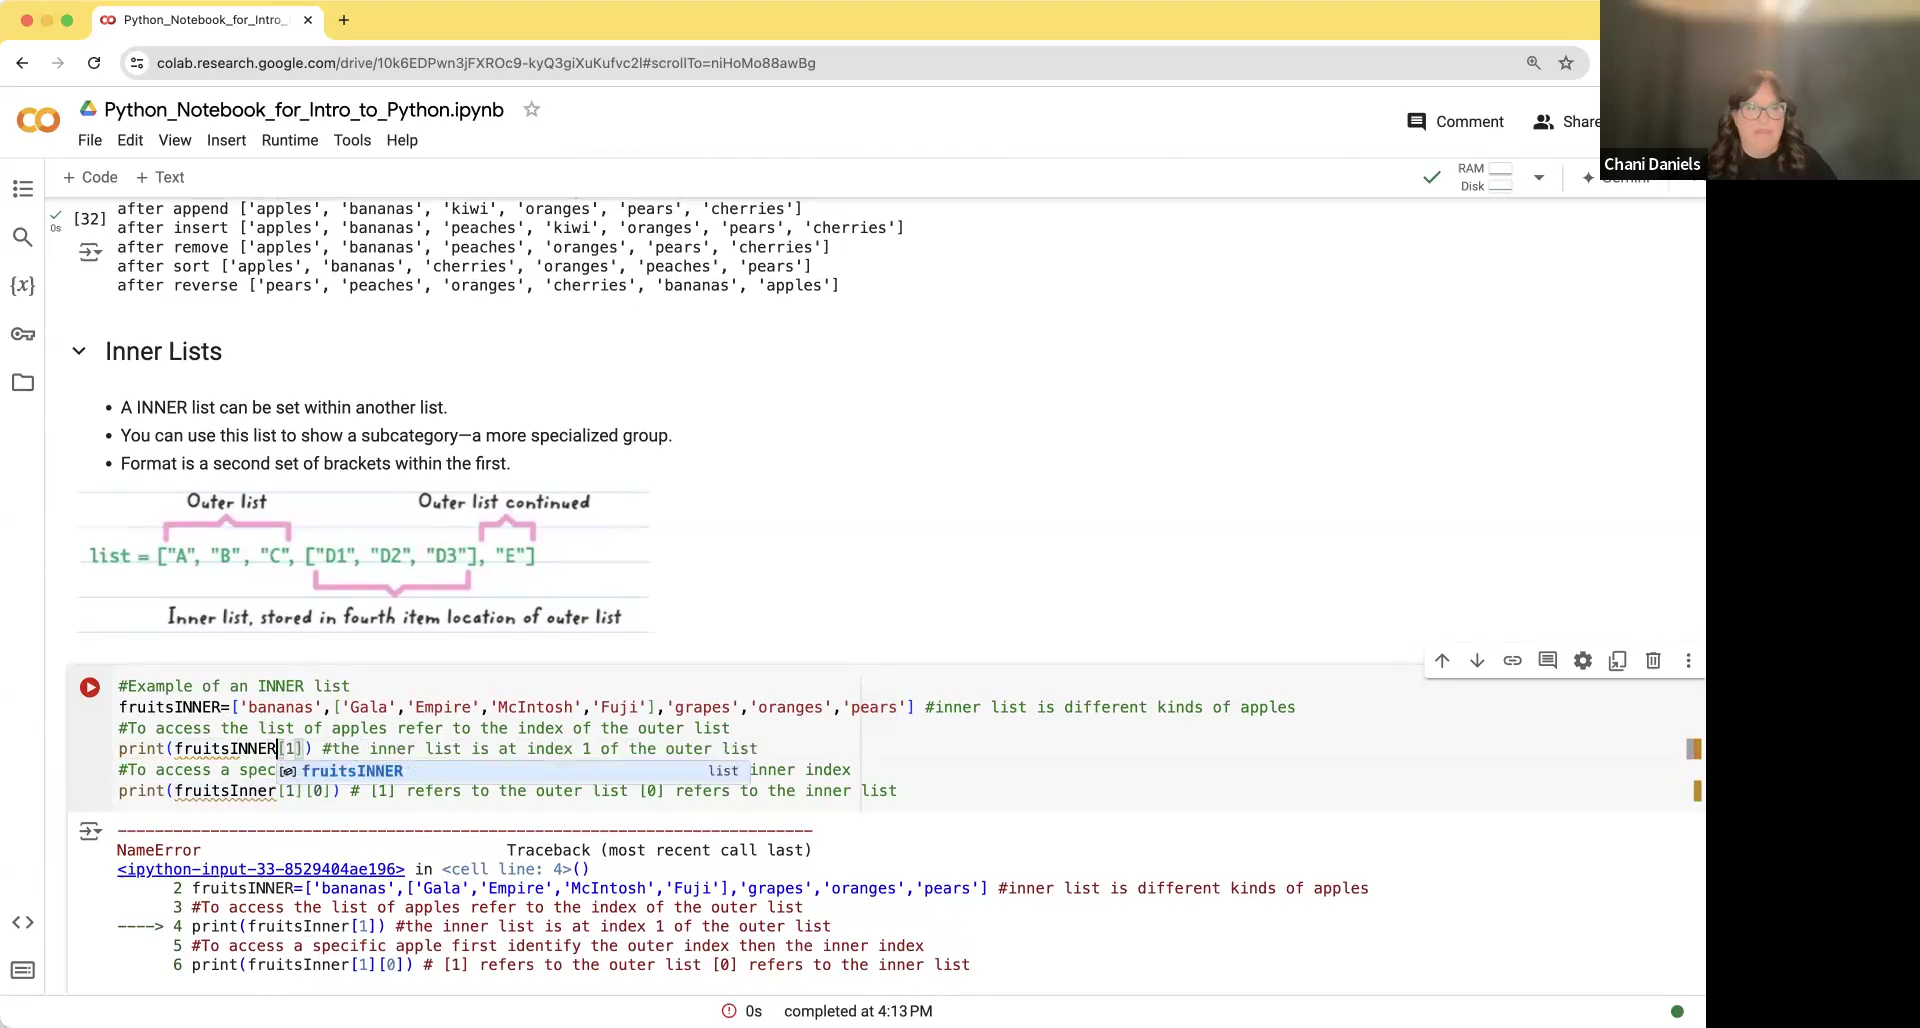 Python_Notebook_for_Intro_
colab.research.google.com/drive/10k6EDPwn3jFXROc9-kyQ3giXuKufvc2l#scrollTo=niHoMo88awBg
Python_Notebook_for_Intro_to_Python.ipynb
Comment
Share
File Edit View Insert Runtime Tools Help
Chani Daniels
+ Code + Text
RAM
Disk
Gemini
[32]
0s
after append ['apples', 'bananas', 'kiwi', 'oranges', 'pears', 'cherries']
after insert ['apples', 'bananas', 'peaches', 'kiwi', 'oranges', 'pears', 'cherries']
after remove ['apples', 'bananas', 'peaches', 'oranges', 'pears', 'cherries']
after sort ['apples', 'bananas', 'cherries', 'oranges', 'peaches', 'pears']
after reverse ['pears', 'peaches', 'oranges', 'cherries', 'bananas', 'apples']
Inner Lists
• A INNER list can be set within another list.
• You can use this list to show a subcategory—a more specialized group.
• Format is a second set of brackets within the first.
Outer list Outer list continued
list = ["A", "B", "C", ["D1", "D2", "D3"], "E"]
Inner list, stored in fourth item location of outer list
#Example of an INNER list
fruitsINNER=['bananas',['Gala','Empire','McIntosh','Fuji'],'grapes','oranges','pears'] #inner list is different kinds of apples
#To access the list of apples refer to the index of the outer list
print(fruitsINNER[1]) #the inner list is at index 1 of the outer list
#To access a spec
fruitsINNER list
inner index
print(fruitsInner[1][0]) # [1] refers to the outer list [0] refers to the inner list
NameError Traceback (most recent call last)
<ipython-input-33-8529404ae196> in <cell line: 4>()
2 fruitsINNER=['bananas',['Gala','Empire','McIntosh','Fuji'],'grapes','oranges','pears'] #inner list is different kinds of apples
3 #To access the list of apples refer to the index of the outer list
----> 4 print(fruitsInner[1]) #the inner list is at index 1 of the outer list
5 #To access a specific apple first identify the outer index then the inner index
6 print(fruitsInner[1][0]) # [1] refers to the outer list [0] refers to the inner list
0s completed at 4:13 PM